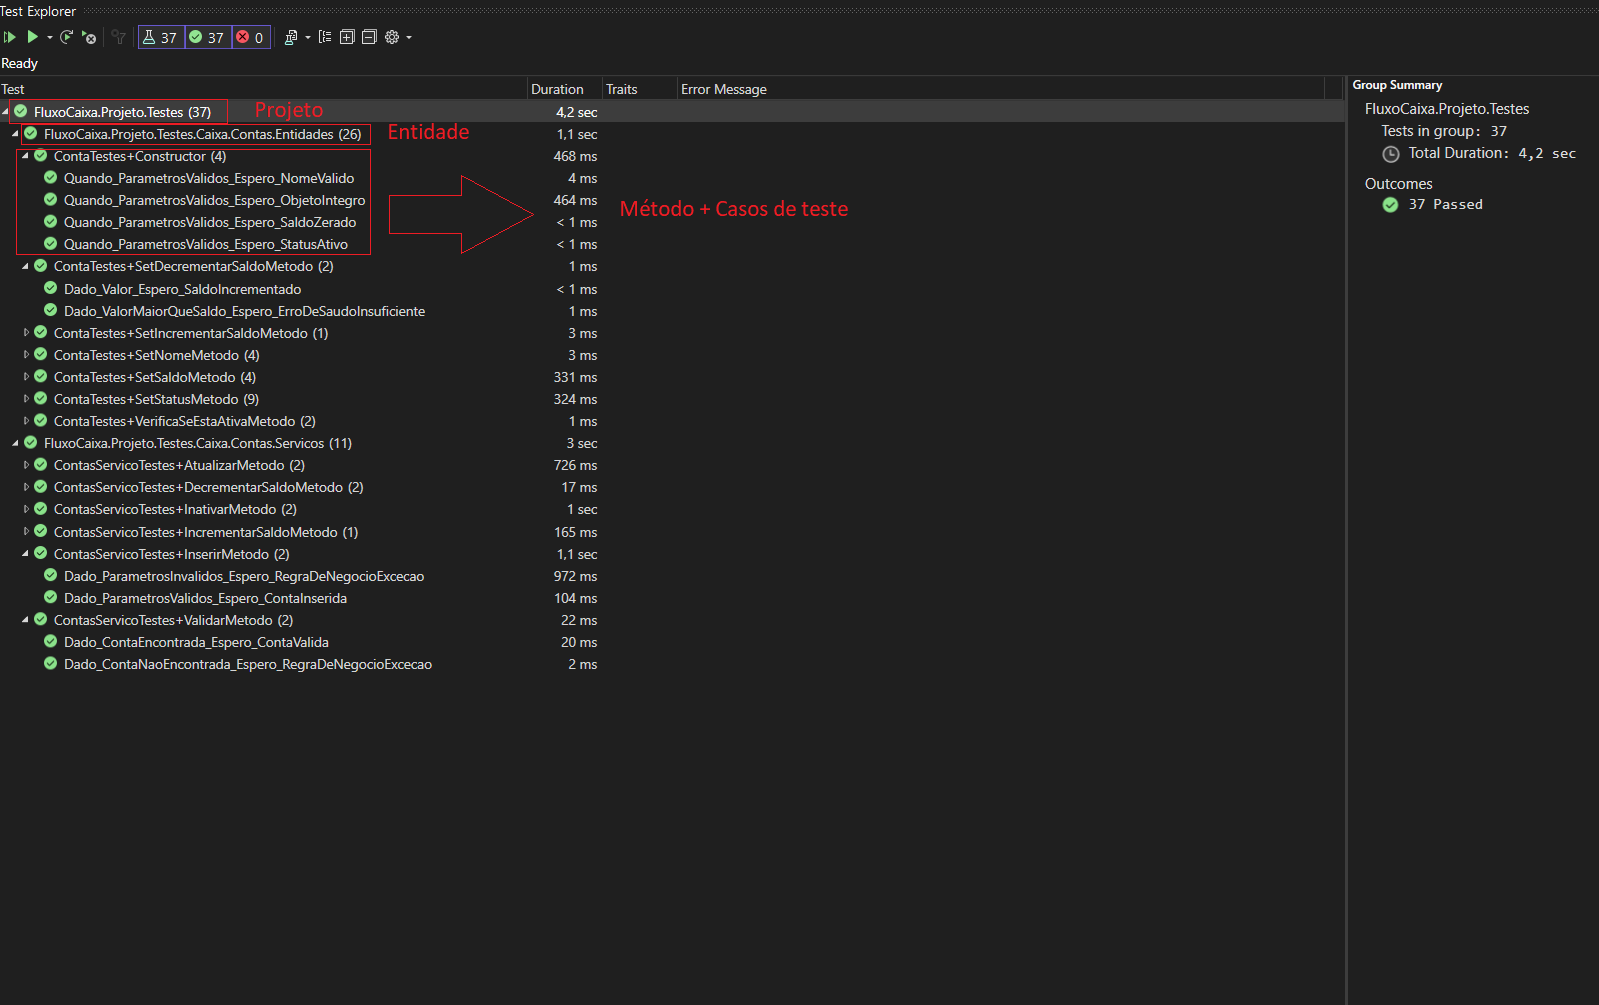 Test Explorer
37 37 0
Ready
Test Duration Traits Error Message
FluxoCaixa.Projeto.Testes (37) Projeto 4,2 sec
FluxoCaixa.Projeto.Testes.Caixa.Contas.Entidades (26) Entidade 1,1 sec
ContaTestes+Constructor (4) 468 ms
Quando_ParametrosValidos_Espero_NomeValido 4 ms
Quando_ParametrosValidos_Espero_ObjetoIntegro 464 ms
Método + Casos de teste
Quando_ParametrosValidos_Espero_SaldoZerado < 1 ms
Quando_ParametrosValidos_Espero_StatusAtivo < 1 ms
ContaTestes+SetDecrementarSaldoMetodo (2) 1 ms
Dado_Valor_Espero_SaldoIncrementado < 1 ms
Dado_ValorMaiorQueSaldo_Espero_ErroDeSaudoInsuficiente 1 ms
ContaTestes+SetIncrementarSaldoMetodo (1) 3 ms
ContaTestes+SetNomeMetodo (4) 3 ms
ContaTestes+SetSaldoMetodo (4) 331 ms
ContaTestes+SetStatusMetodo (9) 324 ms
ContaTestes+VerificaSeEstaAtivaMetodo (2) 1 ms
FluxoCaixa.Projeto.Testes.Caixa.Contas.Servicos (11) 3 sec
ContasServicoTestes+AtualizarMetodo (2) 726 ms
ContasServicoTestes+DecrementarSaldoMetodo (2) 17 ms
ContasServicoTestes+InativarMetodo (2) 1 sec
ContasServicoTestes+IncrementarSaldoMetodo (1) 165 ms
ContasServicoTestes+InserirMetodo (2) 1,1 sec
Dado_ParametrosInvalidos_Espero_RegraDeNegocioExcecao 972 ms
Dado_ParametrosValidos_Espero_ContaInserida 104 ms
ContasServicoTestes+ValidarMetodo (2) 22 ms
Dado_ContaEncontrada_Espero_ContaValida 20 ms
Dado_ContaNaoEncontrada_Espero_RegraDeNegocioExcecao 2 ms
Group Summary
FluxoCaixa.Projeto.Testes
Tests in group: 37
Total Duration: 4,2 sec
Outcomes
37 Passed